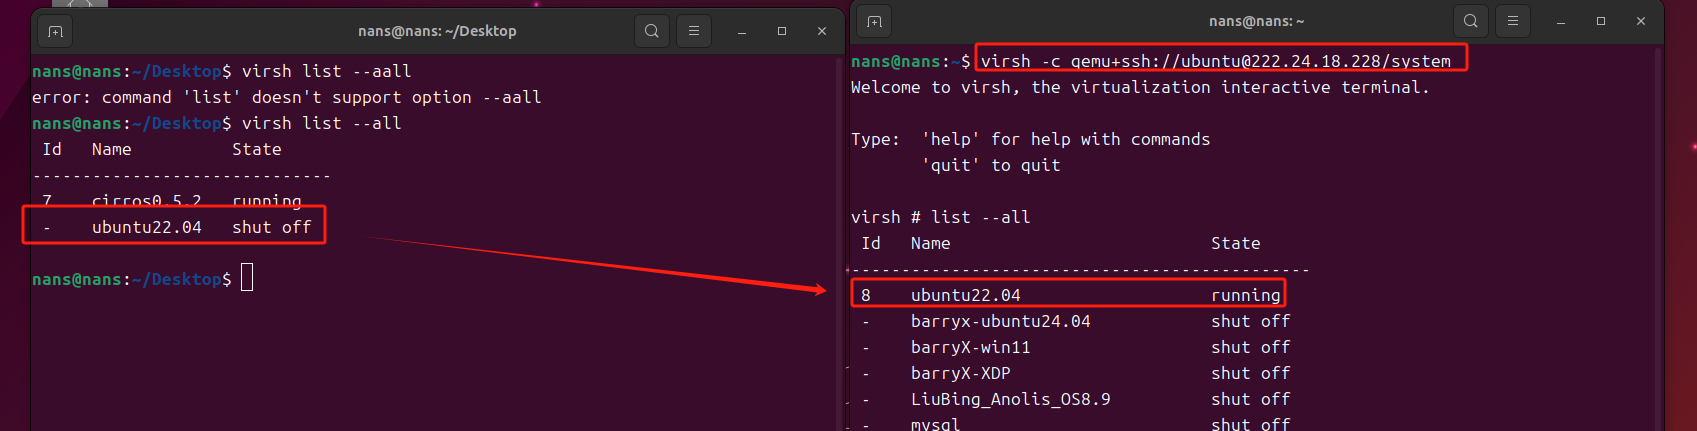 nans@nans: ~/Desktop
nans@nans:~/Desktop$ virsh list --aall
error: command 'list' doesn't support option --aall
nans@nans:~/Desktop$ virsh list --all
Id Name State
------------------------------
7 cirros0.5.2 running
- ubuntu22.04 shut off
nans@nans:~/Desktop$
nans@nans: ~
nans@nans:~$ virsh -c qemu+ssh://ubuntu@222.24.18.228/system
Welcome to virsh, the virtualization interactive terminal.
Type: 'help' for help with commands
'quit' to quit
virsh # list --all
Id Name State
----------------------------------------------
8 ubuntu22.04 running
- barryx-ubuntu24.04 shut off
- barryX-win11 shut off
- barryX-XDP shut off
- LiuBing_Anolis_OS8.9 shut off
- mysql shut off